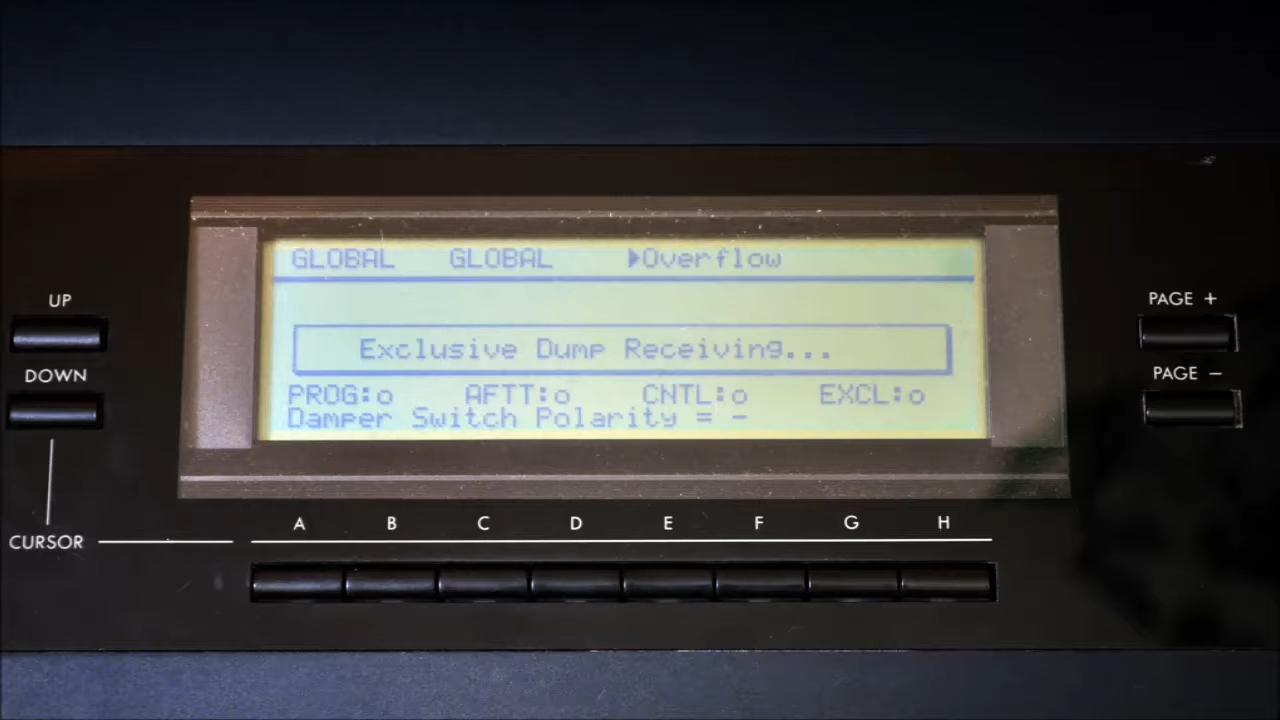 GLOBAL GLOBAL ▶Overflow
UP
PAGE +
Exclusive Dump Receiving...
DOWN
PAGE −
PROG:o AFTT:o CNTL:o EXCL:o
Damper Switch Polarity = -
A B C D E F G H
CURSOR